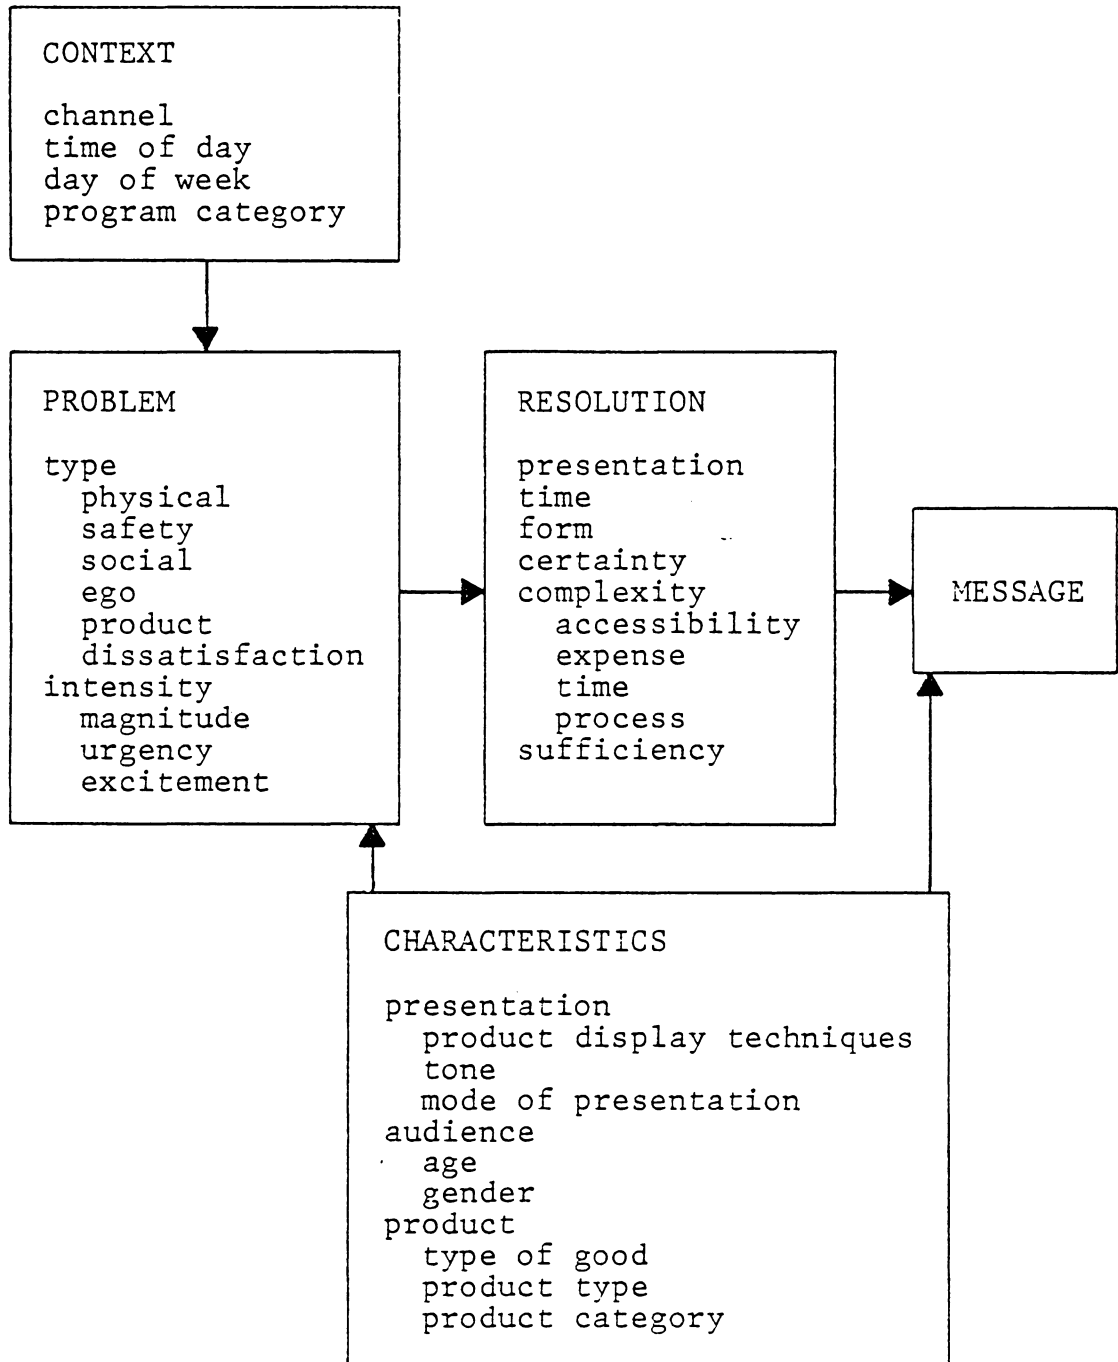 CONTEXT
channel
time of day
day of week
program category
PROBLEM
type
physical
safety
social
ego
product
dissatisfaction
intensity
magnitude
urgency
excitement
RESOLUTION
presentation
time
form
certainty
complexity
accessibility
expense
time
process
sufficiency
MESSAGE
CHARACTERISTICS
presentation
product display techniques
tone
mode of presentation
audience
age
gender
product
type of good
product type
product category